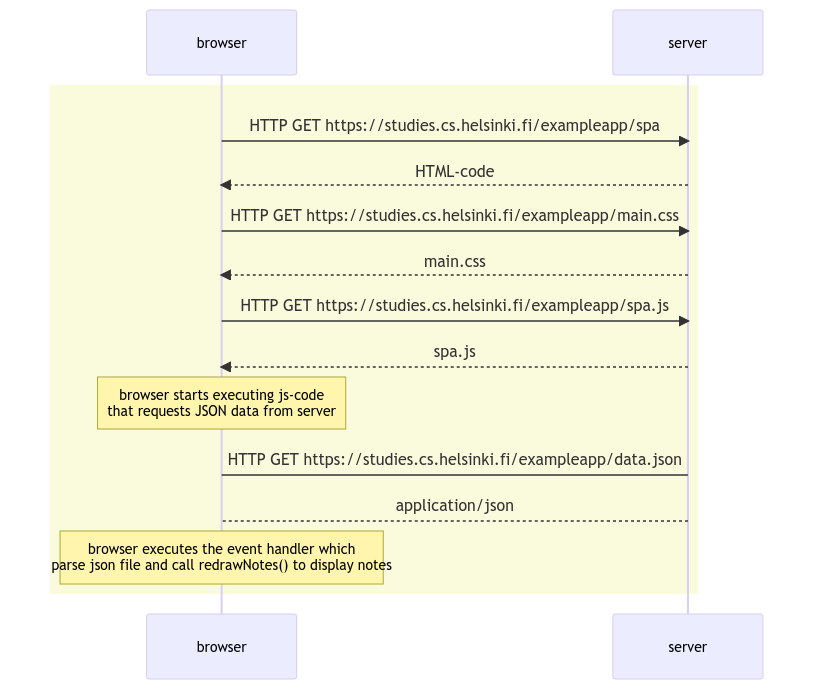 browser
server
HTTP GET https://studies.cs.helsinki.fi/exampleapp/spa
HTML-code
HTTP GET https://studies.cs.helsinki.fi/exampleapp/main.css
main.css
HTTP GET https://studies.cs.helsinki.fi/exampleapp/spa.js
spa.js
browser starts executing js-code
that requests JSON data from server
HTTP GET https://studies.cs.helsinki.fi/exampleapp/data.json
application/json
browser executes the event handler which
parse json file and call redrawNotes() to display notes
browser
server